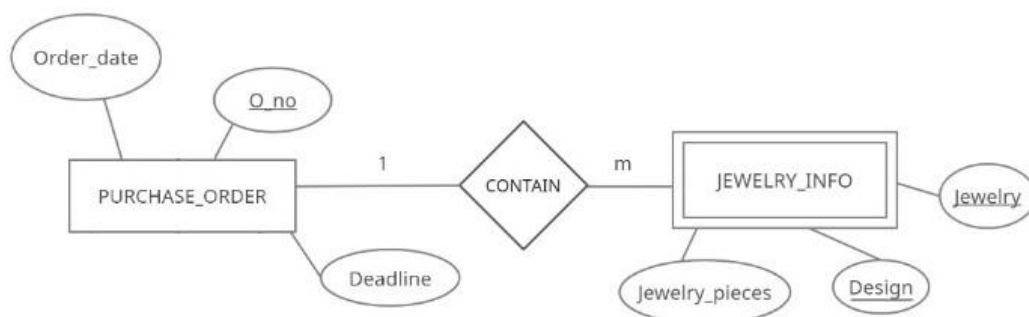 Order_date
O_no
PURCHASE_ORDER
1
CONTAIN
m
JEWELRY_INFO
Jewelry
Deadline
Jewelry_pieces
Design